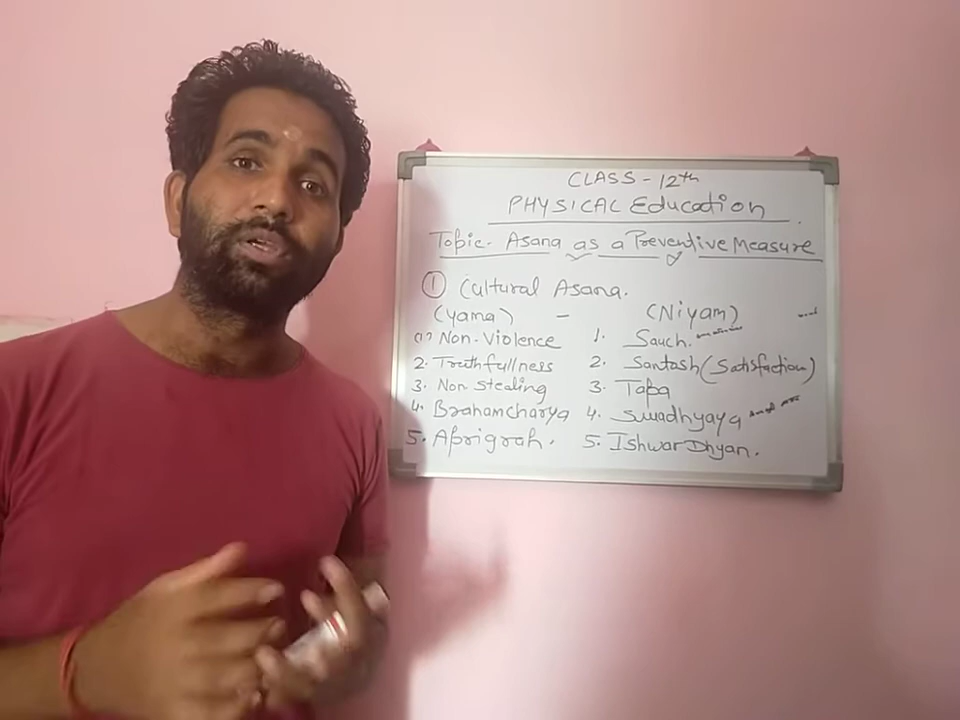 CLASS - 12th
PHYSICAL Education
Topic. Asana as a Preventive Measure
① Cultural Asana.
(Yama) - (Niyam)
(1) Non-Violence 1. Sauch.
2. Truthfullness 2. Santosh (Satisfaction)
3. Non Stealing 3. Tapa
4. Brahamcharya 4. Swadhyaya
5. Aprigrah. 5. Ishwar Dhyan.